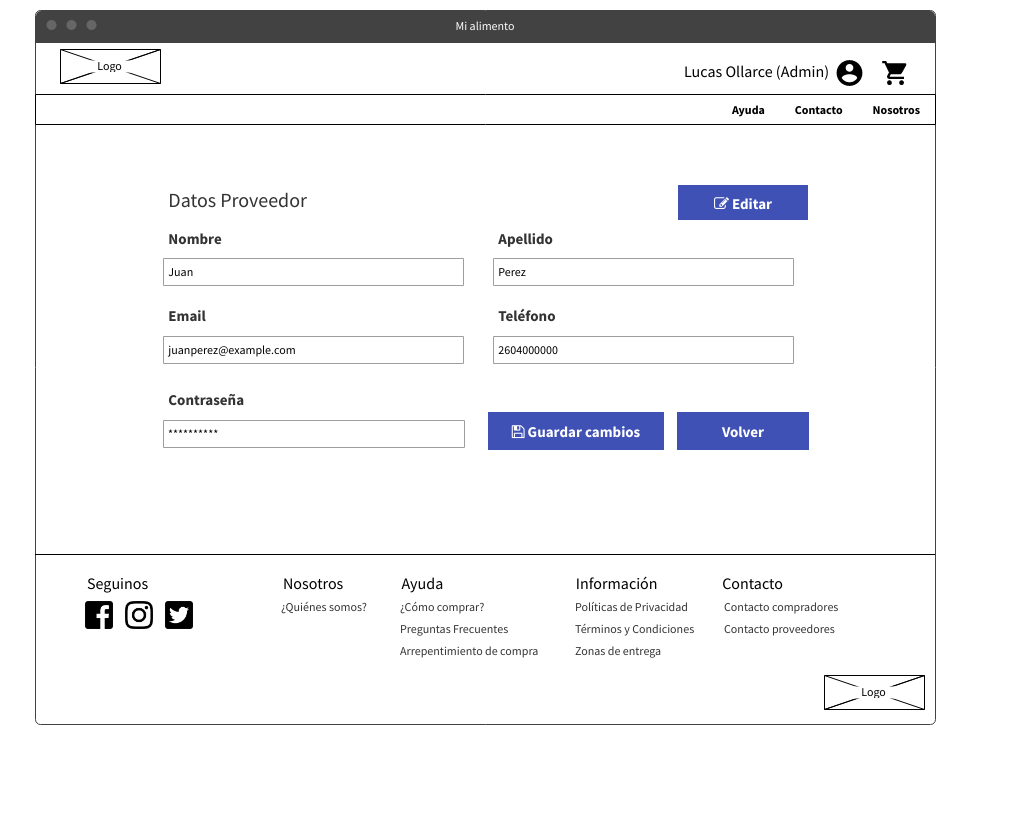 Mi alimento
Logo
Lucas Ollarce (Admin)
Ayuda Contacto Nosotros
Datos Proveedor
Editar
Nombre Apellido
Juan Perez
Email Teléfono
juanperez@example.com 2604000000
Contraseña
**********
Guardar cambios Volver
Seguinos Nosotros Ayuda Información Contacto
¿Quiénes somos? ¿Cómo comprar? Políticas de Privacidad Contacto compradores
Preguntas Frecuentes Términos y Condiciones Contacto proveedores
Arrepentimiento de compra Zonas de entrega
Logo